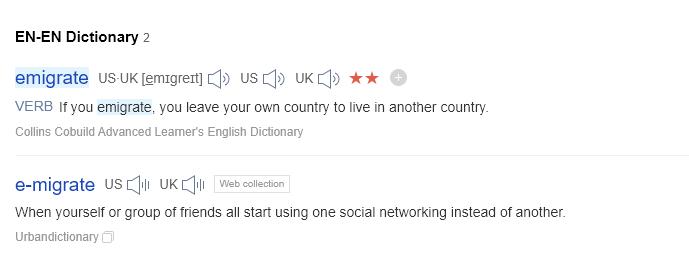 EN-EN Dictionary 2
emigrate US·UK [emɪgreɪt] US UK
VERB If you emigrate, you leave your own country to live in another country.
Collins Cobuild Advanced Learner's English Dictionary
e-migrate US UK Web collection
When yourself or group of friends all start using one social networking instead of another.
Urbandictionary